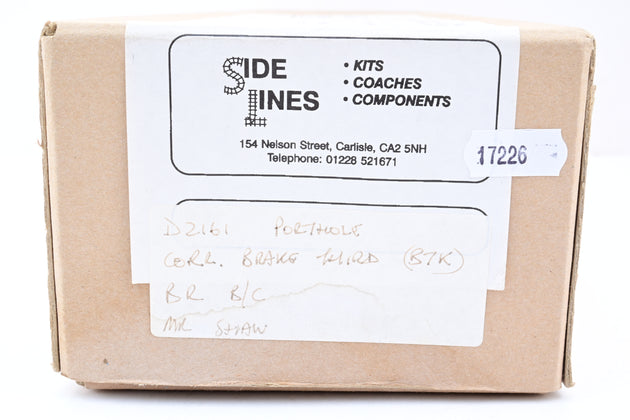 SIDE
LINES
• KITS
• COACHES
• COMPONENTS
154 Nelson Street, Carlisle, CA2 5NH
Telephone: 01228 521671
17226
D2161 PORTHOLE
CORR. BRAKE THIRD (BTK)
BR B/C
MR SHAW